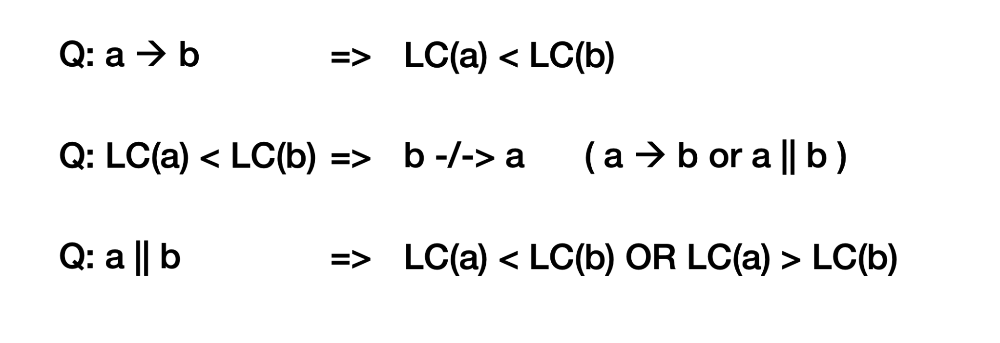 Q: a → b => LC(a) < LC(b)
Q: LC(a) < LC(b) => b -/-> a ( a → b or a || b )
Q: a || b => LC(a) < LC(b) OR LC(a) > LC(b)